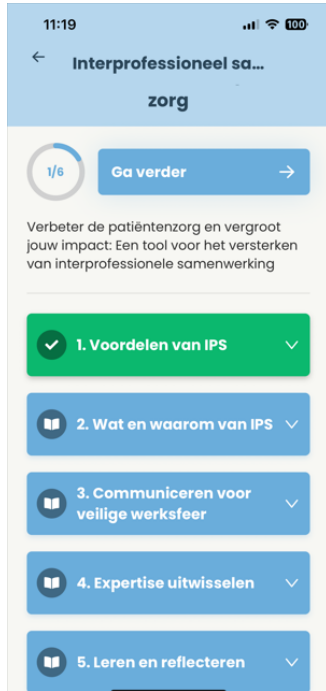 11:19
100
Interprofessioneel sa...
zorg
1/6
Ga verder
Verbeter de patiëntenzorg en vergroot
jouw impact: Een tool voor het versterken
van interprofessionele samenwerking
1. Voordelen van IPS
2. Wat en waarom van IPS
3. Communiceren voor
veilige werksfeer
4. Expertise uitwisselen
5. Leren en reflecteren